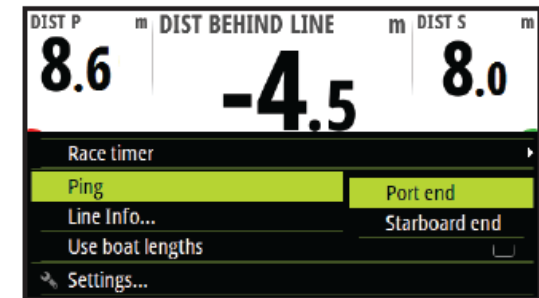 DIST P m DIST BEHIND LINE m DIST S m
8.6 -4.5 8.0
Race timer
Ping
Port end
Line Info...
Starboard end
Use boat lengths
Settings...